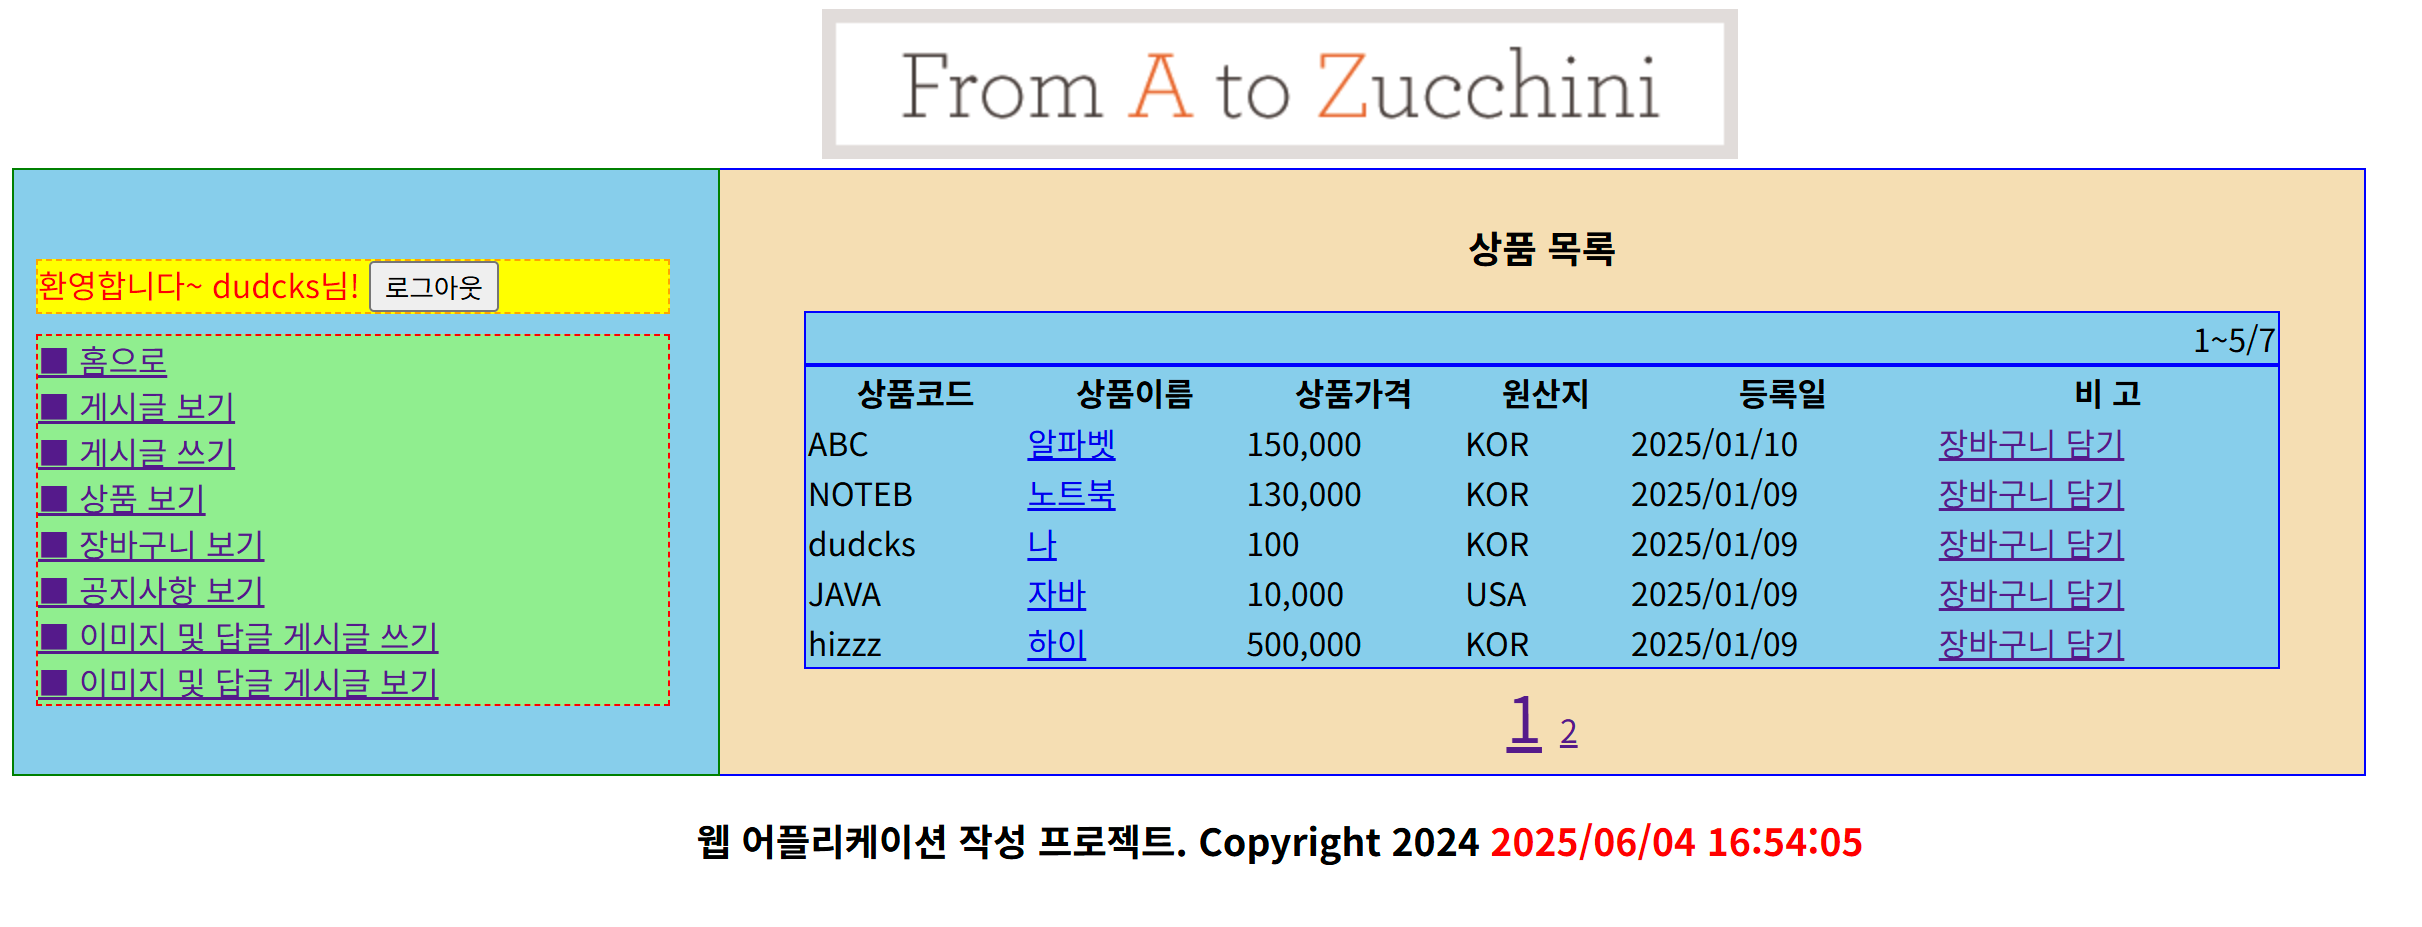 From A to Zucchini
환영합니다~ dudcks님! 로그아웃
■ 홈으로
■ 게시글 보기
■ 게시글 쓰기
■ 상품 보기
■ 장바구니 보기
■ 공지사항 보기
■ 이미지 및 답글 게시글 쓰기
■ 이미지 및 답글 게시글 보기
상품 목록
1~5/7
상품코드 상품이름 상품가격 원산지 등록일 비 고
ABC 알파벳 150,000 KOR 2025/01/10 장바구니 담기
NOTEB 노트북 130,000 KOR 2025/01/09 장바구니 담기
dudcks 나 100 KOR 2025/01/09 장바구니 담기
JAVA 자바 10,000 USA 2025/01/09 장바구니 담기
hizzz 하이 500,000 KOR 2025/01/09 장바구니 담기
1 2
웹 어플리케이션 작성 프로젝트. Copyright 2024 2025/06/04 16:54:05